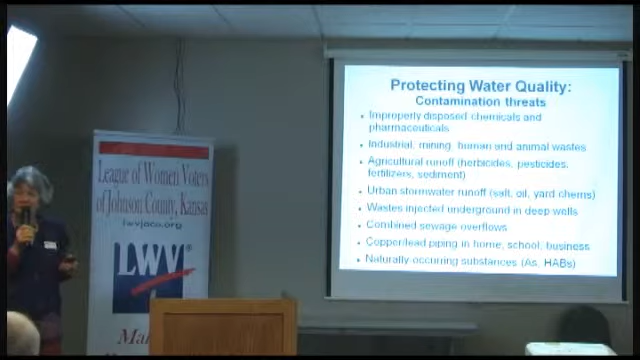 League of Women Voters
of Johnson County, Kansas
lwvjoco.org
LWV®
Protecting Water Quality:
Contamination threats
• Improperly disposed chemicals and
pharmaceuticals
• Industrial, mining, human and animal wastes
• Agricultural runoff (herbicides, pesticides,
fertilizers, sediment)
• Urban stormwater runoff (salt, oil, yard chems)
• Wastes injected underground in deep wells
• Combined sewage overflows
• Copper/lead piping in home, school, business
• Naturally-occurring substances (As, HABs)